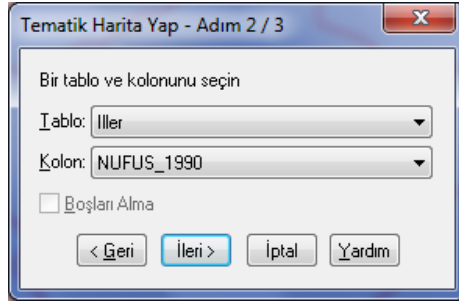 Tematik Harita Yap - Adım 2 / 3
Bir tablo ve kolonunu seçin
Tablo: Iller
Kolon: NUFUS_1990
Boşları Alma
< Geri İleri > İptal Yardım